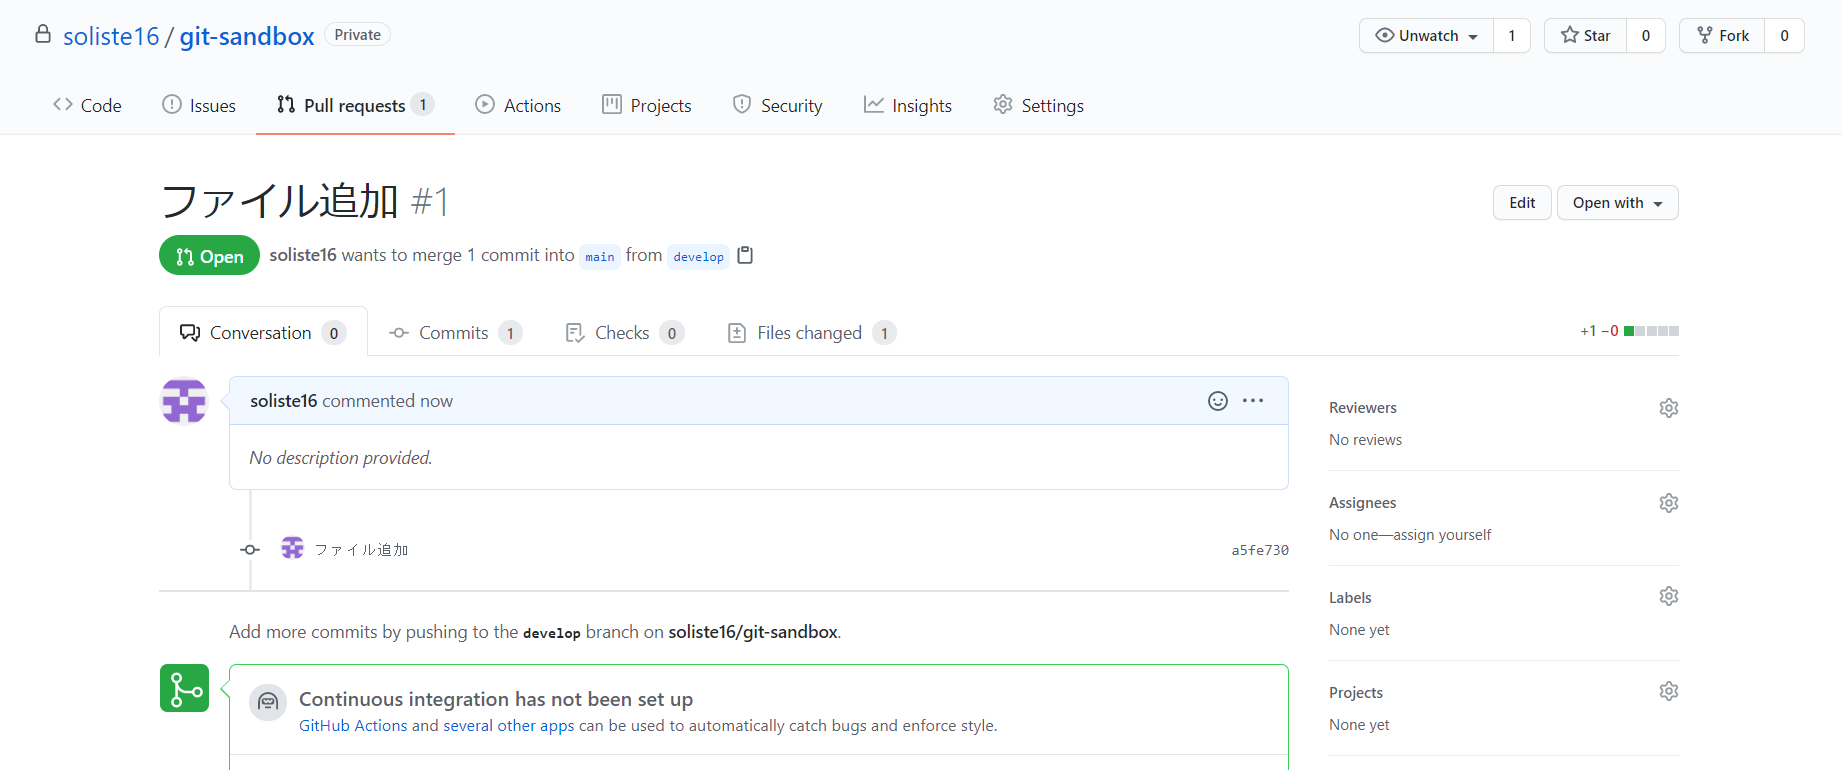 soliste16 / git-sandbox Private
Unwatch 1 Star 0 Fork 0
Code Issues Pull requests 1 Actions Projects Security Insights Settings
ファイル追加 #1
Edit Open with
Open soliste16 wants to merge 1 commit into main from develop
Conversation 0 Commits 1 Checks 0 Files changed 1
+1 −0
soliste16 commented now
No description provided.
ファイル追加 a5fe730
Add more commits by pushing to the develop branch on soliste16/git-sandbox.
Continuous integration has not been set up
GitHub Actions and several other apps can be used to automatically catch bugs and enforce style.
Reviewers
No reviews
Assignees
No one—assign yourself
Labels
None yet
Projects
None yet